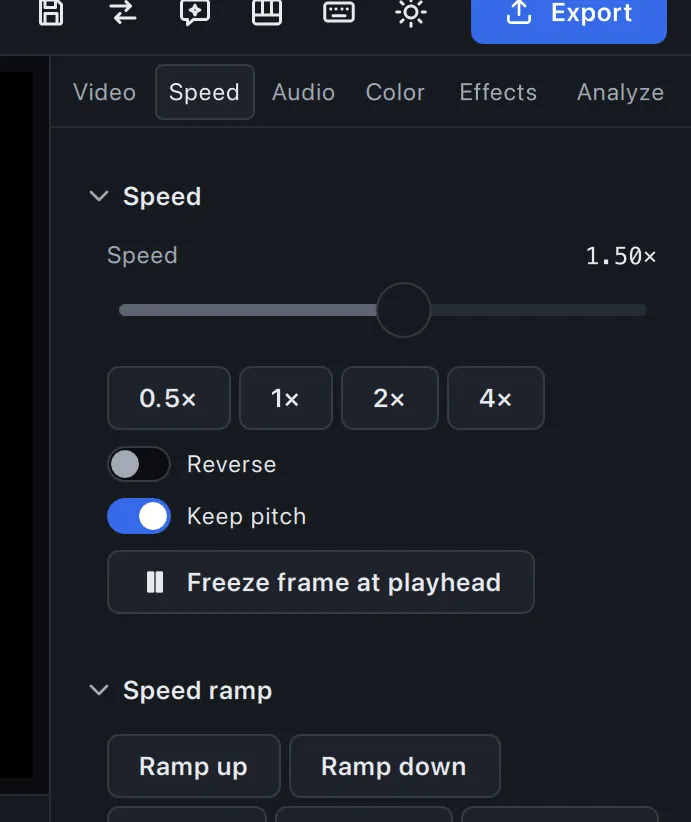 Export
Video Speed Audio Color Effects Analyze
Speed
Speed 1.50×
0.5× 1× 2× 4×
Reverse
Keep pitch
Freeze frame at playhead
Speed ramp
Ramp up Ramp down